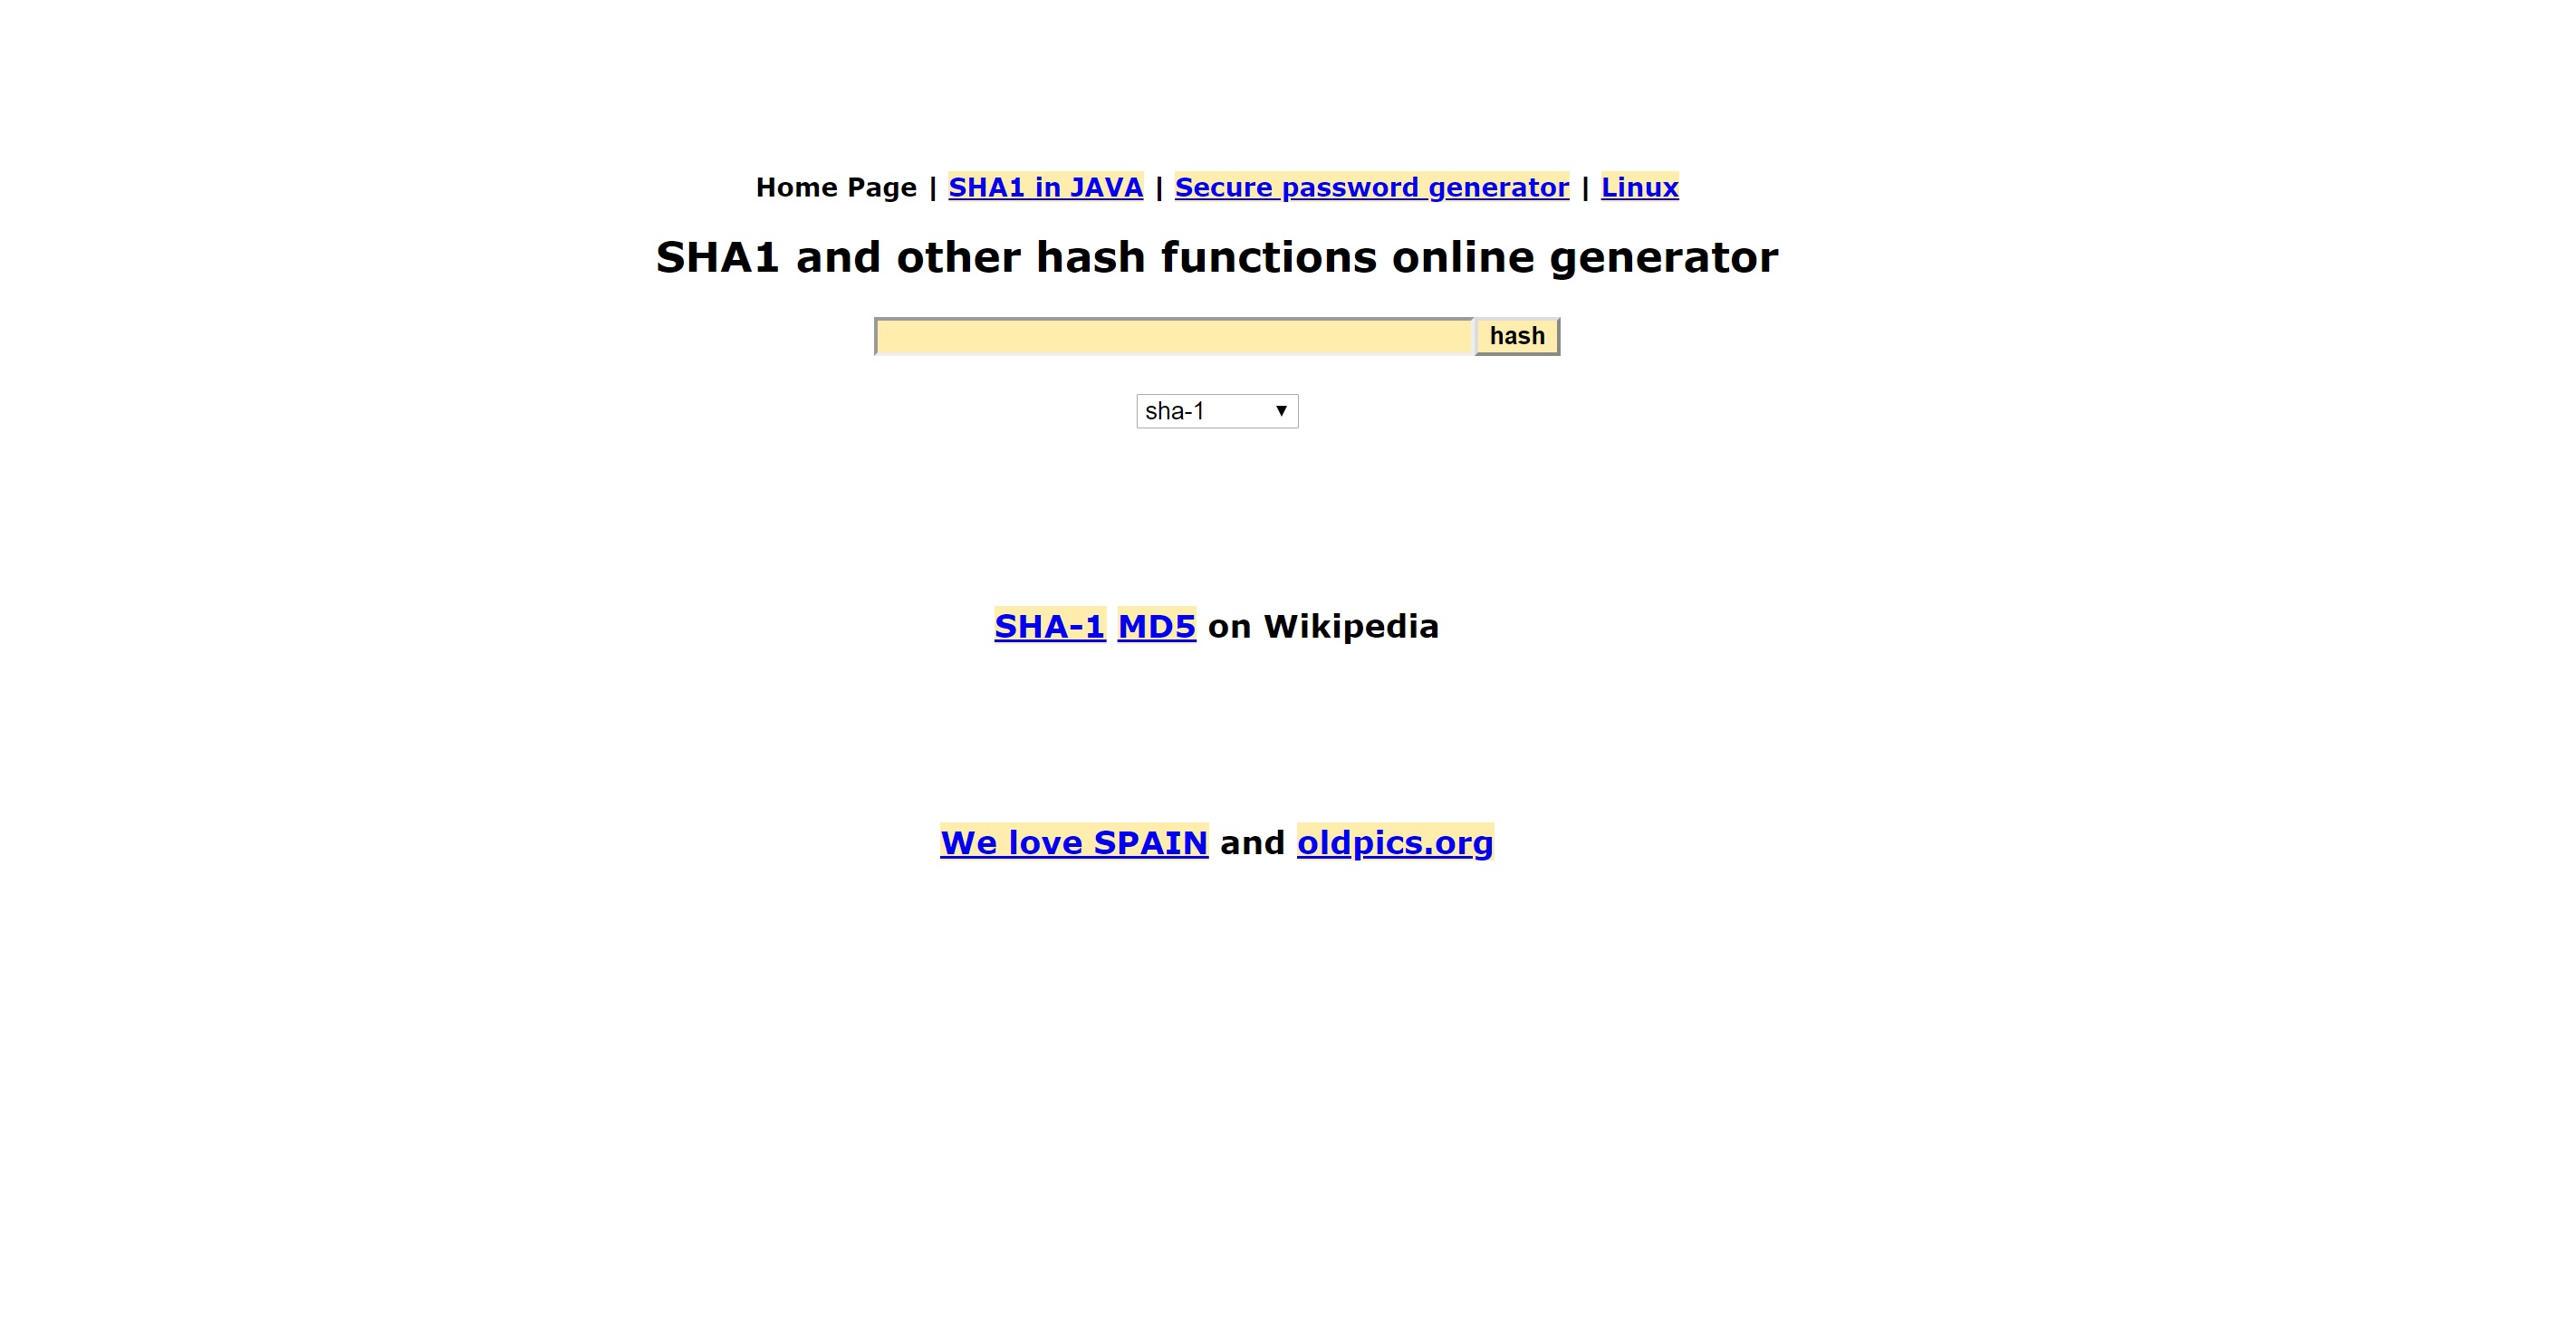 Home Page | SHA1 in JAVA | Secure password generator | Linux
SHA1 and other hash functions online generator
hash
sha-1
SHA-1 MD5 on Wikipedia
We love SPAIN and oldpics.org